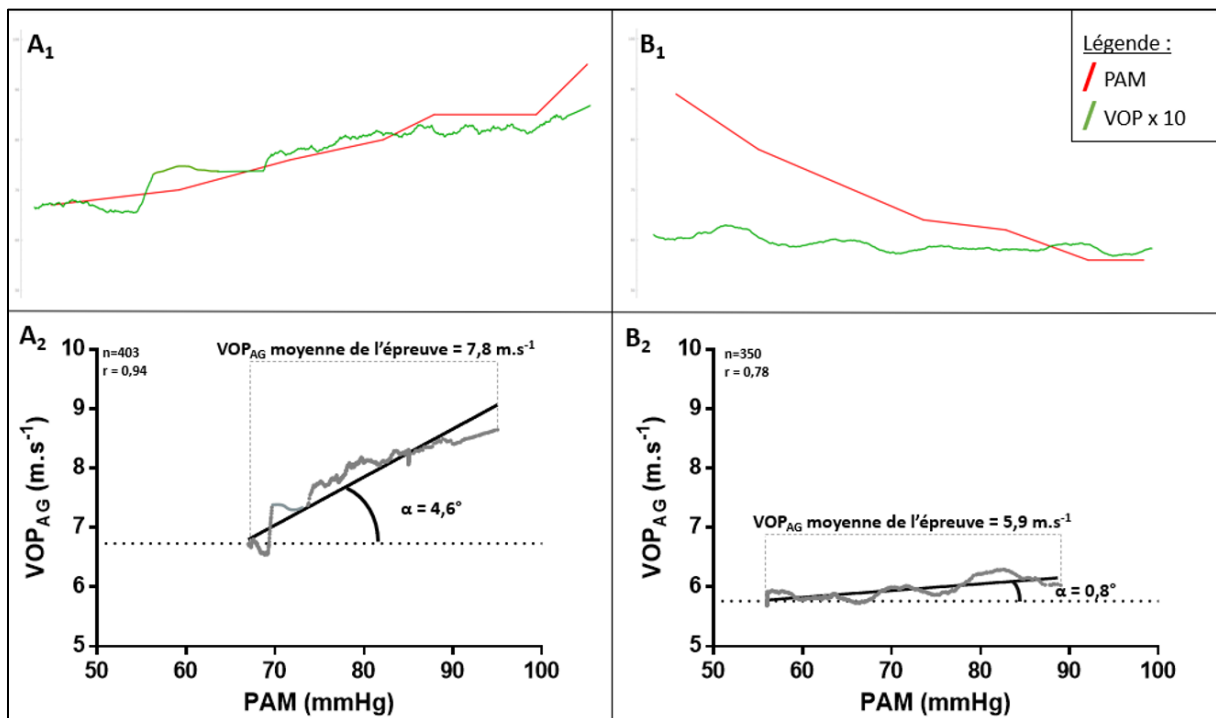 A1
B1
Légende :
PAM
VOP x 10
A2
n=403
r = 0,94
VOPAG moyenne de l'épreuve = 7,8 m.s-1
α = 4,6°
10
9
8
7
6
5
VOPAG (m.s-1)
50 60 70 80 90 100
PAM (mmHg)
B2
n=350
r = 0,78
VOPAG moyenne de l'épreuve = 5,9 m.s-1
α = 0,8°
10
9
8
7
6
5
VOPAG (m.s-1)
50 60 70 80 90 100
PAM (mmHg)